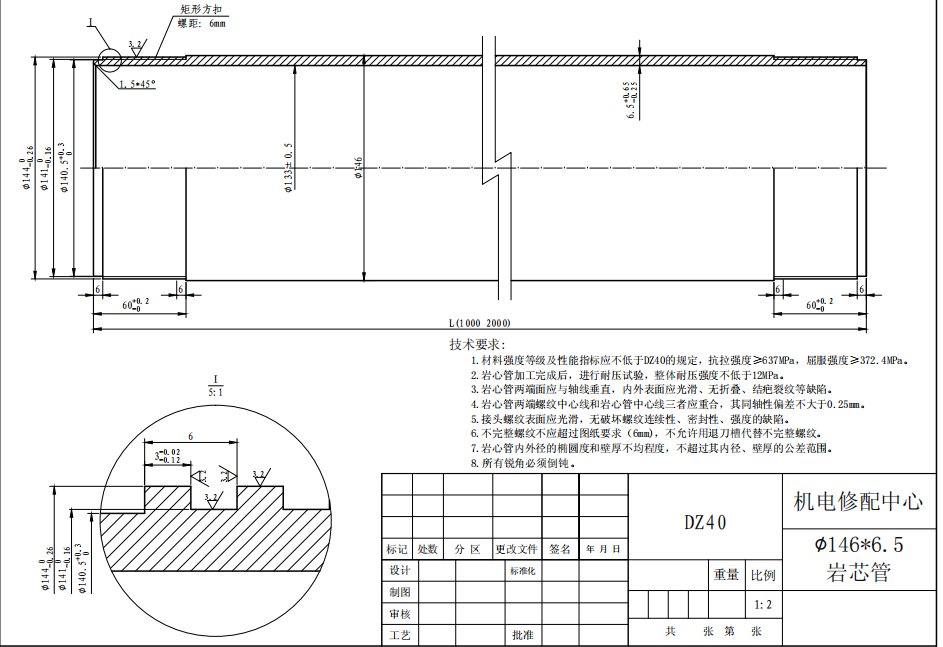 I
矩形方扣
螺距: 6mm
3.2
1.5*45°
ϕ144 0 -0.26
ϕ141 0 -0.16
ϕ140.5 +0.3 0
ϕ133±0.5
ϕ146
6.5 +0.65 -0.25
6
6
6
6
60 +0.2 -0
60 +0.2 -0
L(1000 2000)
技术要求:
1.材料强度等级及性能指标应不低于DZ40的规定，抗拉强度≥637MPa，屈服强度≥372.4MPa。
2.岩心管加工完成后，进行耐压试验，整体耐压强度不低于12MPa。
3.岩心管两端面应与轴线垂直，内外表面应光滑、无折叠、结疤裂纹等缺陷。
4.岩心管两端螺纹中心线和岩心管中心线三者应重合，其同轴性偏差不大于0.25mm。
5.接头螺纹表面应光滑，无破坏螺纹连续性、密封性、强度的缺陷。
6.不完整螺纹不应超过图纸要求（6mm)，不允许用退刀槽代替不完整螺纹。
7.岩心管内外径的椭圆度和壁厚不均程度，不超过其内径、壁厚的公差范围。
8.所有锐角必须倒钝。
I
5:1
6
3 -0.02 -0.12
3.2
3.2
3.2
3.2
ϕ144 0 -0.26
ϕ141 0 -0.16
ϕ140.5 +0.3 0
标记 处数 分 区 更改文件 签名 年 月 日
设计 标准化
制图
审核
工艺 批准
DZ40
重量 比例
1:2
共 张 第 张
机电修配中心
Ø146*6.5
岩芯管